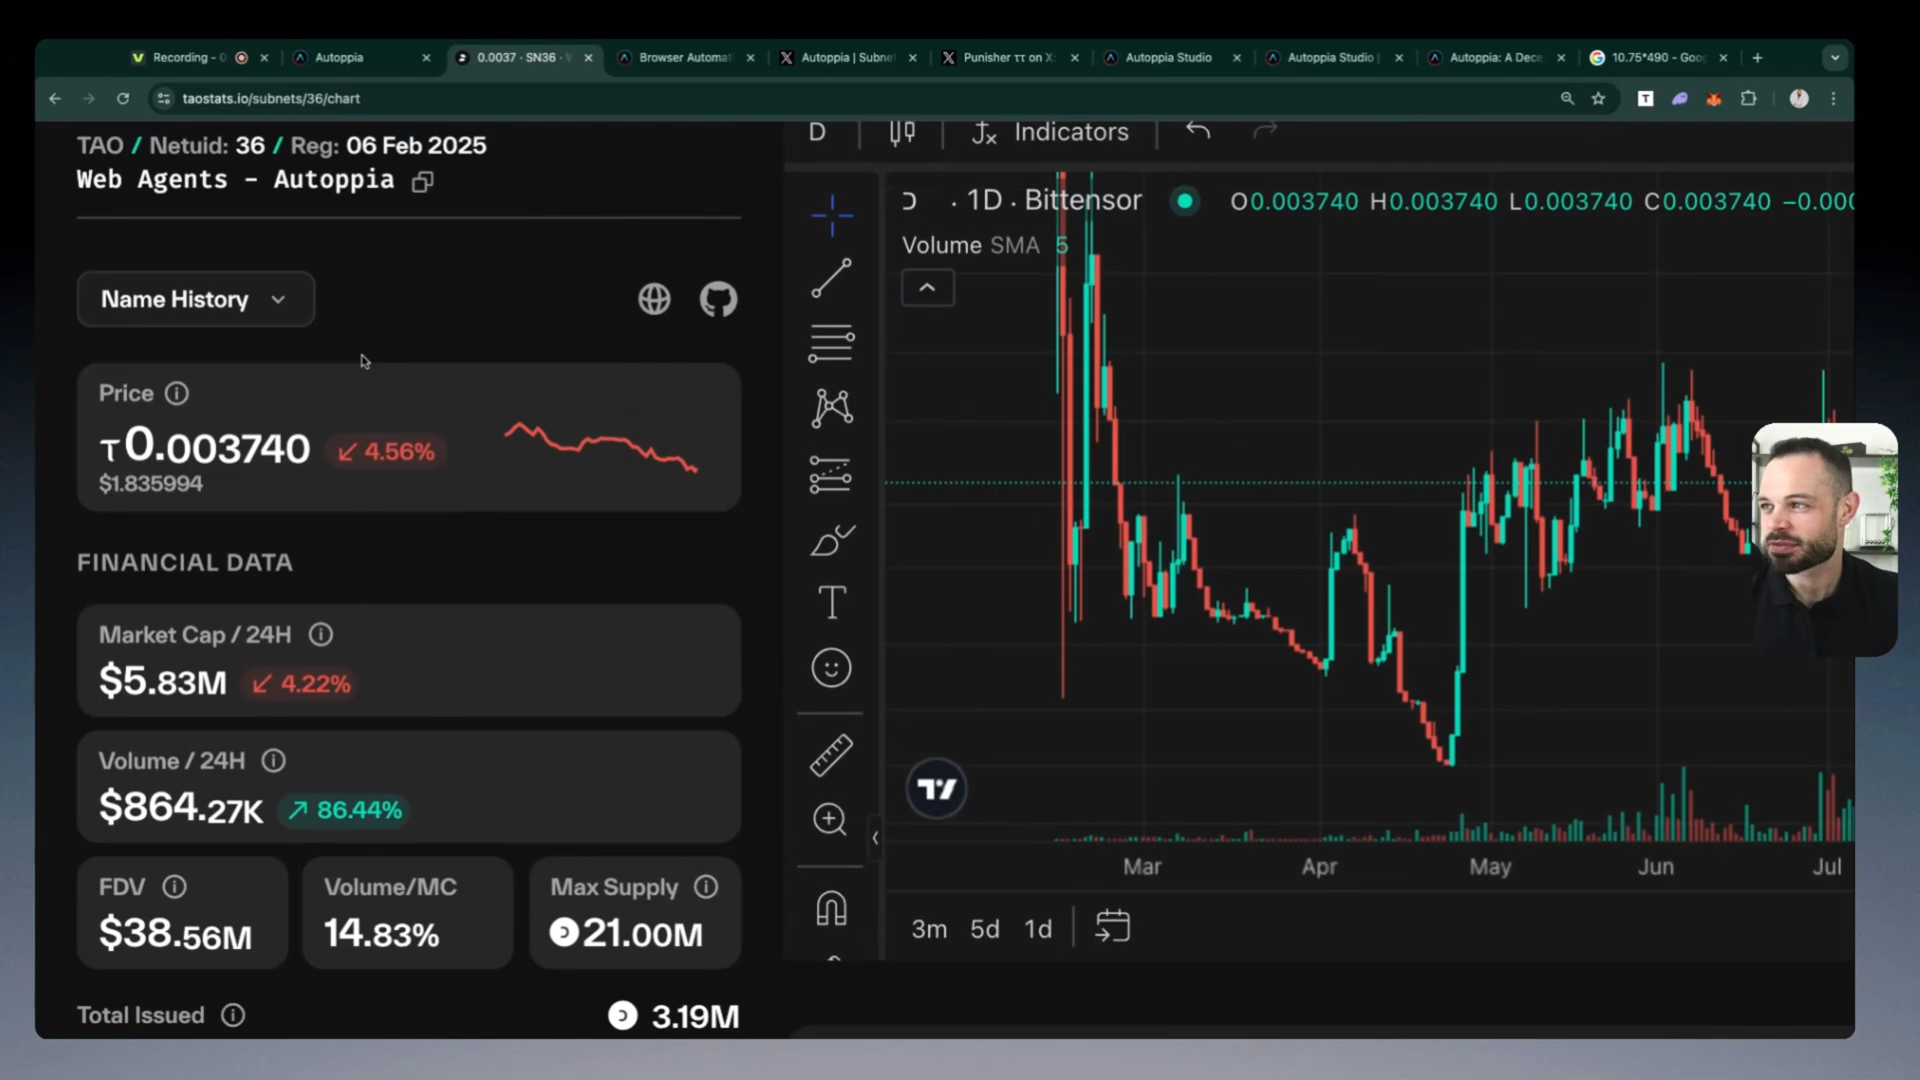 Recording - 
Autoppia
0.0037 · SN36 ·
Browser Automat
Autoppia | Subne
Punisher ττ on X
Autoppia Studio
Autoppia Studio |
Autoppia: A Dece
10.75*490 - Goo
taostats.io/subnets/36/chart
TAO / Netuid: 36 / Reg: 06 Feb 2025
Web Agents - Autoppia
Name History
Price
τ0.003740 ↙ 4.56%
$1.835994
FINANCIAL DATA
Market Cap / 24H
$5.83M ↙ 4.22%
Volume / 24H
$864.27K ↗ 86.44%
FDV
$38.56M
Volume/MC
14.83%
Max Supply
21.00M
Total Issued
3.19M
D
Indicators
· 1D · Bittensor
O0.003740 H0.003740 L0.003740 C0.003740 −0.000
Volume SMA 5
Mar Apr May Jun Jul
3m 5d 1d